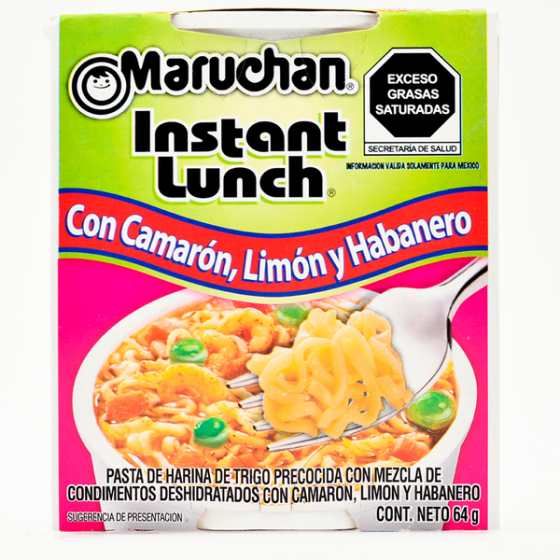 Maruchan®
EXCESO
GRASAS
SATURADAS
SECRETARÍA DE SALUD
INFORMACION VALIDA SOLAMENTE PARA MEXICO
Instant
Lunch®
Con Camarón, Limón y Habanero
PASTA DE HARINA DE TRIGO PRECOCIDA CON MEZCLA DE
CONDIMENTOS DESHIDRATADOS CON CAMARON, LIMON Y HABANERO
SUGERENCIA DE PRESENTACION
CONT. NETO 64 g